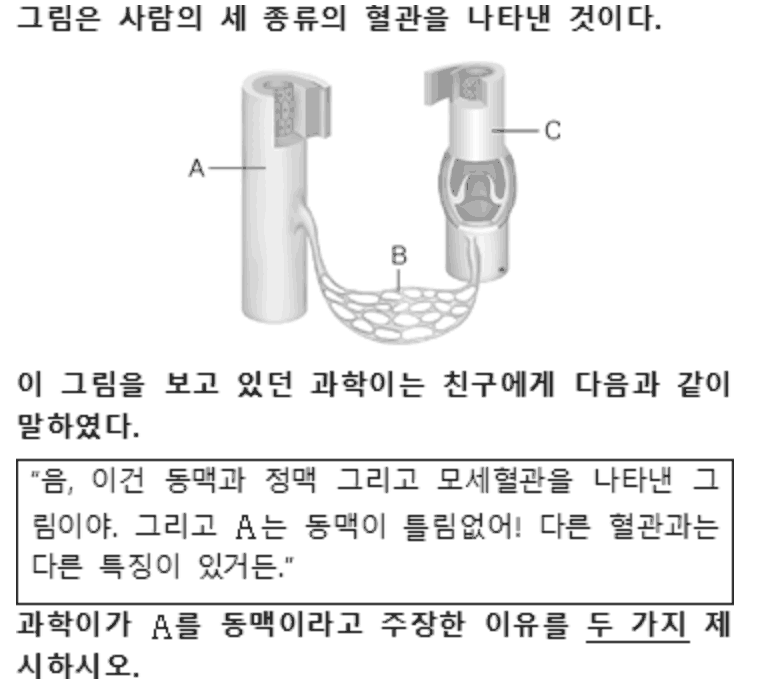 그림은 사람의 세 종류의 혈관을 나타낸 것이다.
A
B
C
이 그림을 보고 있던 과학이는 친구에게 다음과 같이
말하였다.
“음, 이건 동맥과 정맥 그리고 모세혈관을 나타낸 그
림이야. 그리고 A는 동맥이 틀림없어! 다른 혈관과는
다른 특징이 있거든.”
과학이가 A를 동맥이라고 주장한 이유를 두 가지 제
시하시오.